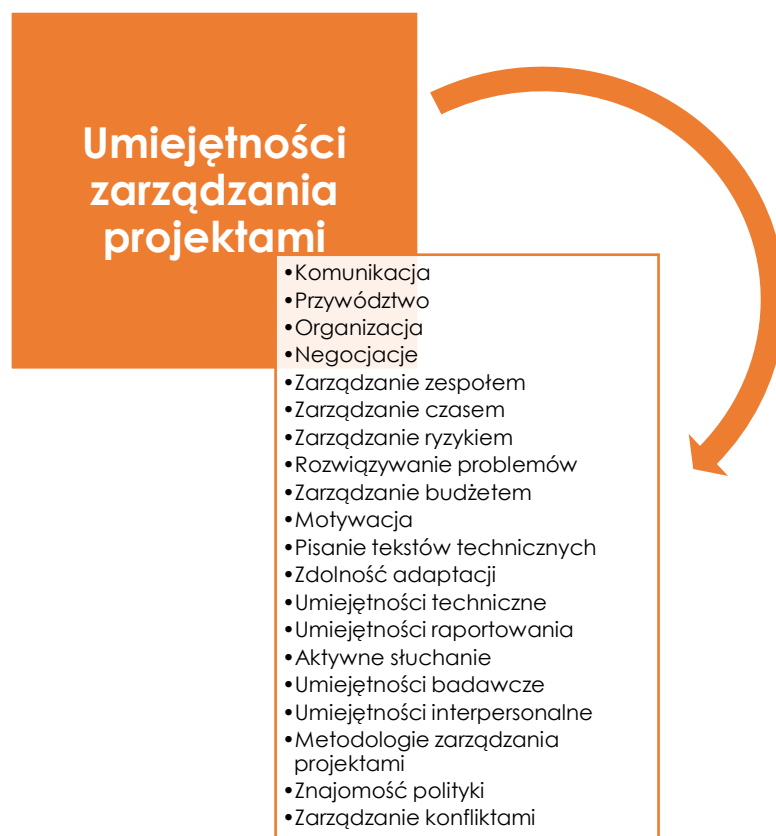 Umiejętności
zarządzania
projektami
•Komunikacja
•Przywództwo
•Organizacja
•Negocjacje
•Zarządzanie zespołem
•Zarządzanie czasem
•Zarządzanie ryzykiem
•Rozwiązywanie problemów
•Zarządzanie budżetem
•Motywacja
•Pisanie tekstów technicznych
•Zdolność adaptacji
•Umiejętności techniczne
•Umiejętności raportowania
•Aktywne słuchanie
•Umiejętności badawcze
•Umiejętności interpersonalne
•Metodologie zarządzania
projektami
•Znajomość polityki
•Zarządzanie konfliktami